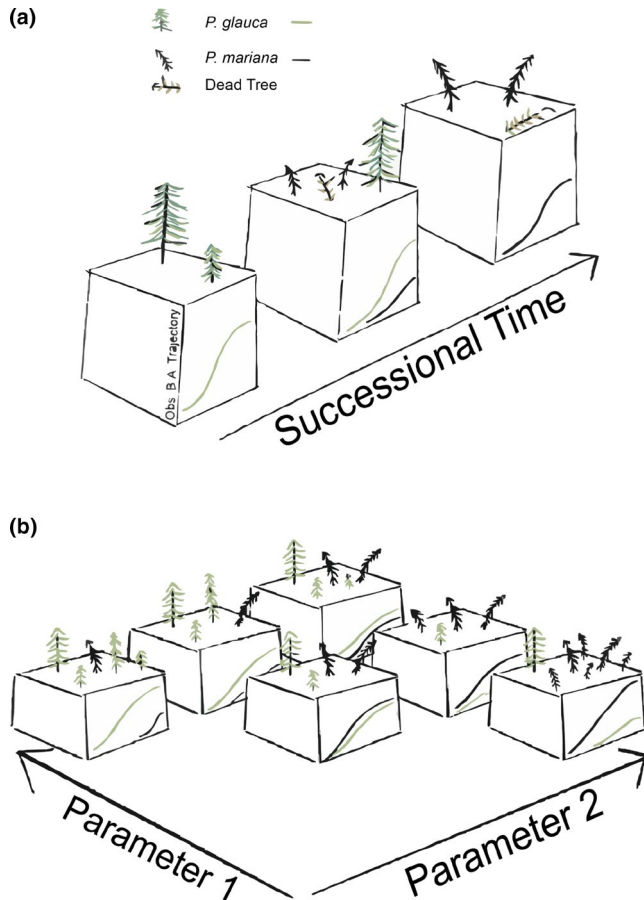 (a)
P. glauca
P. mariana
Dead Tree
Obs B A Trajectory
Successional Time
(b)
Parameter 1
Parameter 2